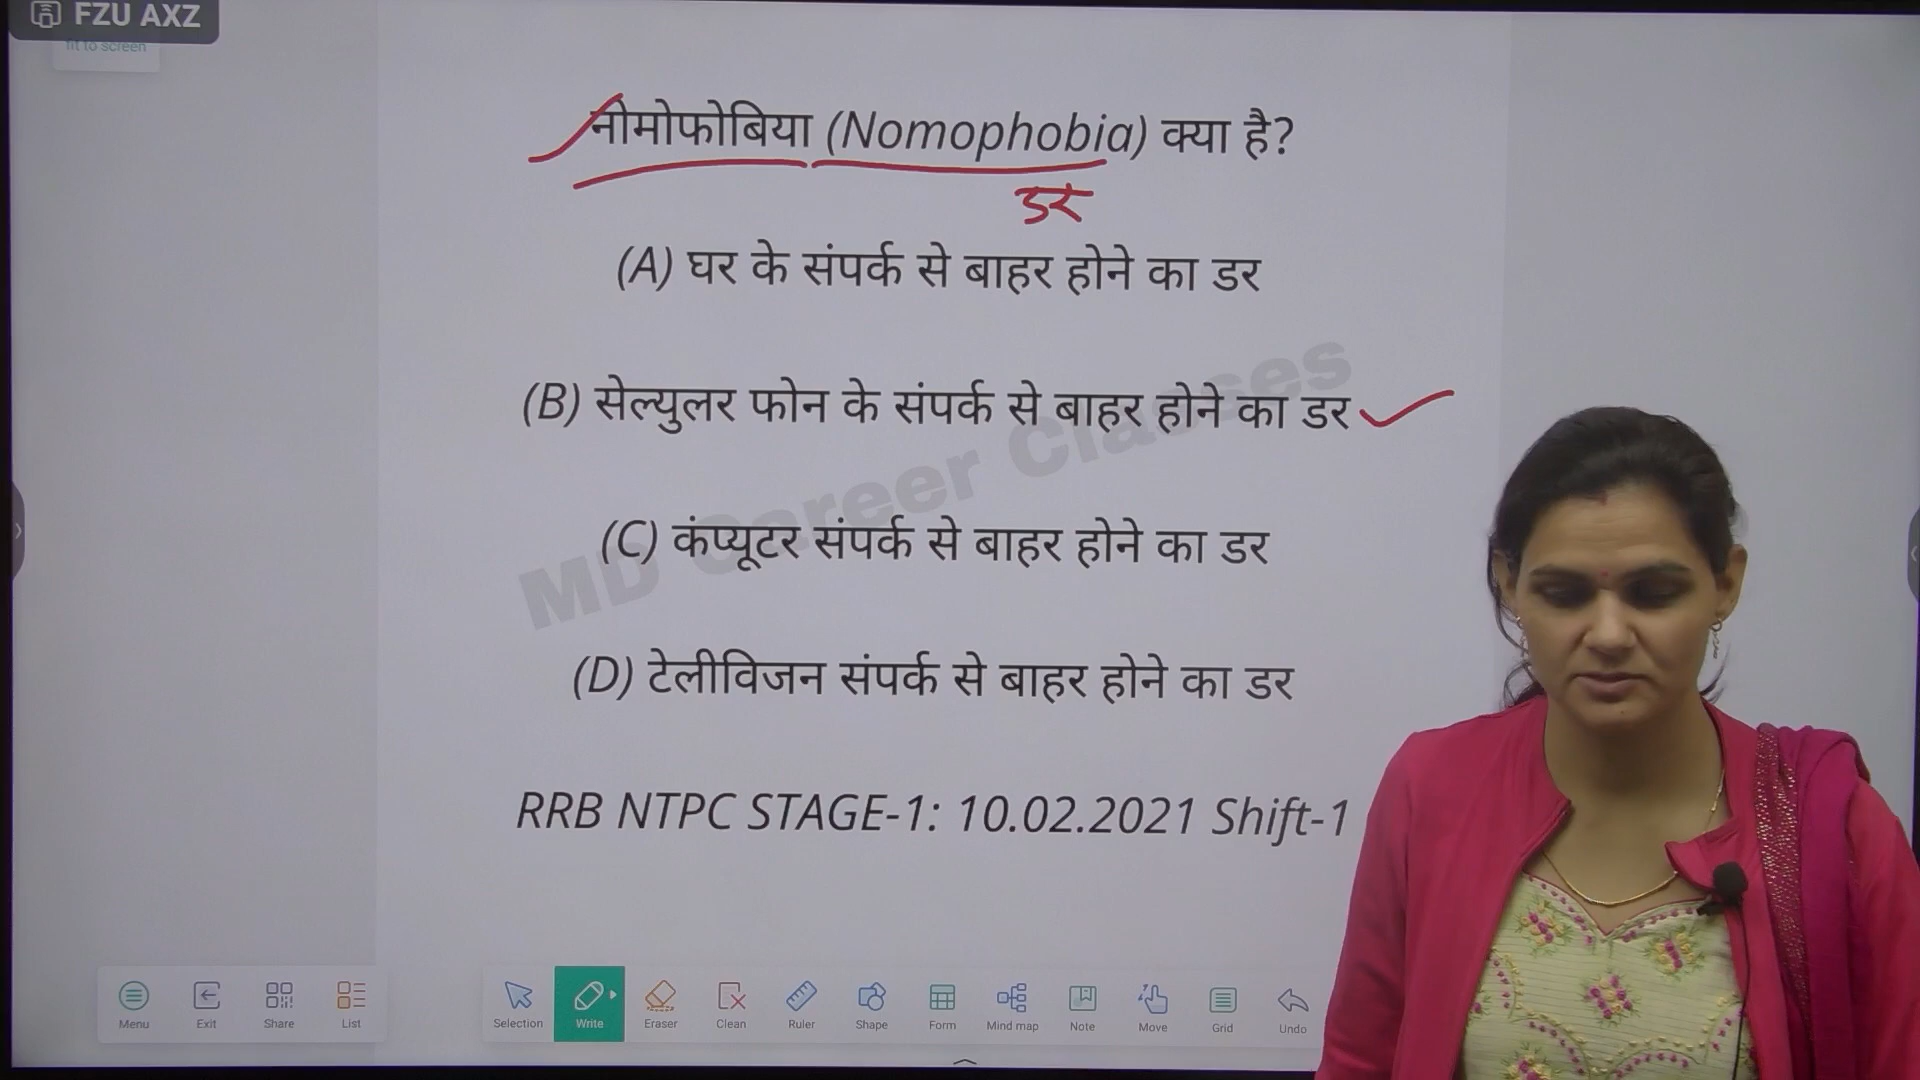 FZU AXZ
fit to screen
नोमोफोबिया (Nomophobia) क्या है?
डर
(A) घर के संपर्क से बाहर होने का डर
(B) सेल्युलर फोन के संपर्क से बाहर होने का डर
(C) कंप्यूटर संपर्क से बाहर होने का डर
(D) टेलीविजन संपर्क से बाहर होने का डर
MD Career Classes
RRB NTPC STAGE-1: 10.02.2021 Shift-1
Menu Exit Share List Selection Write Eraser Clean Ruler Shape Form Mind map Note Move Grid Undo